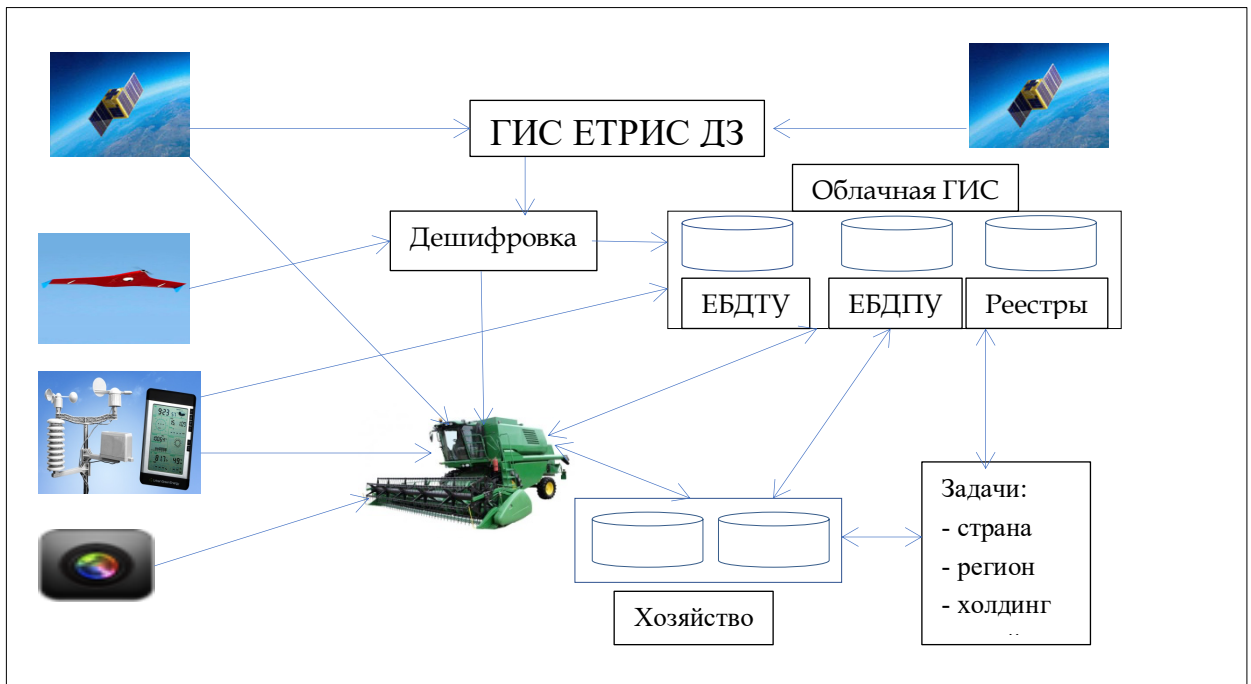 ГИС ЕТРИС ДЗ
Облачная ГИС
Дешифровка
ЕБДТУ
ЕБДПУ
Реестры
Задачи:
- страна
- регион
- холдинг
Хозяйство